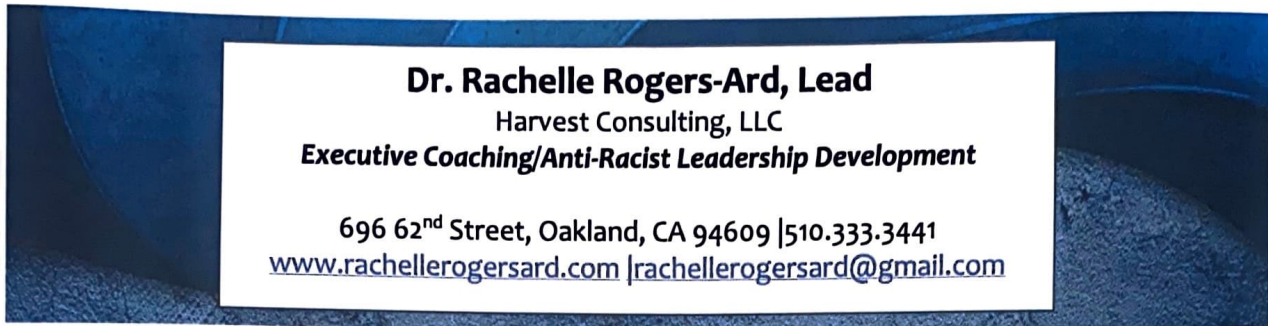 Dr. Rachelle Rogers-Ard, Lead
Harvest Consulting, LLC
Executive Coaching/Anti-Racist Leadership Development
696 62nd Street, Oakland, CA 94609 |510.333.3441
www.rachellerogersard.com |rachellerogersard@gmail.com